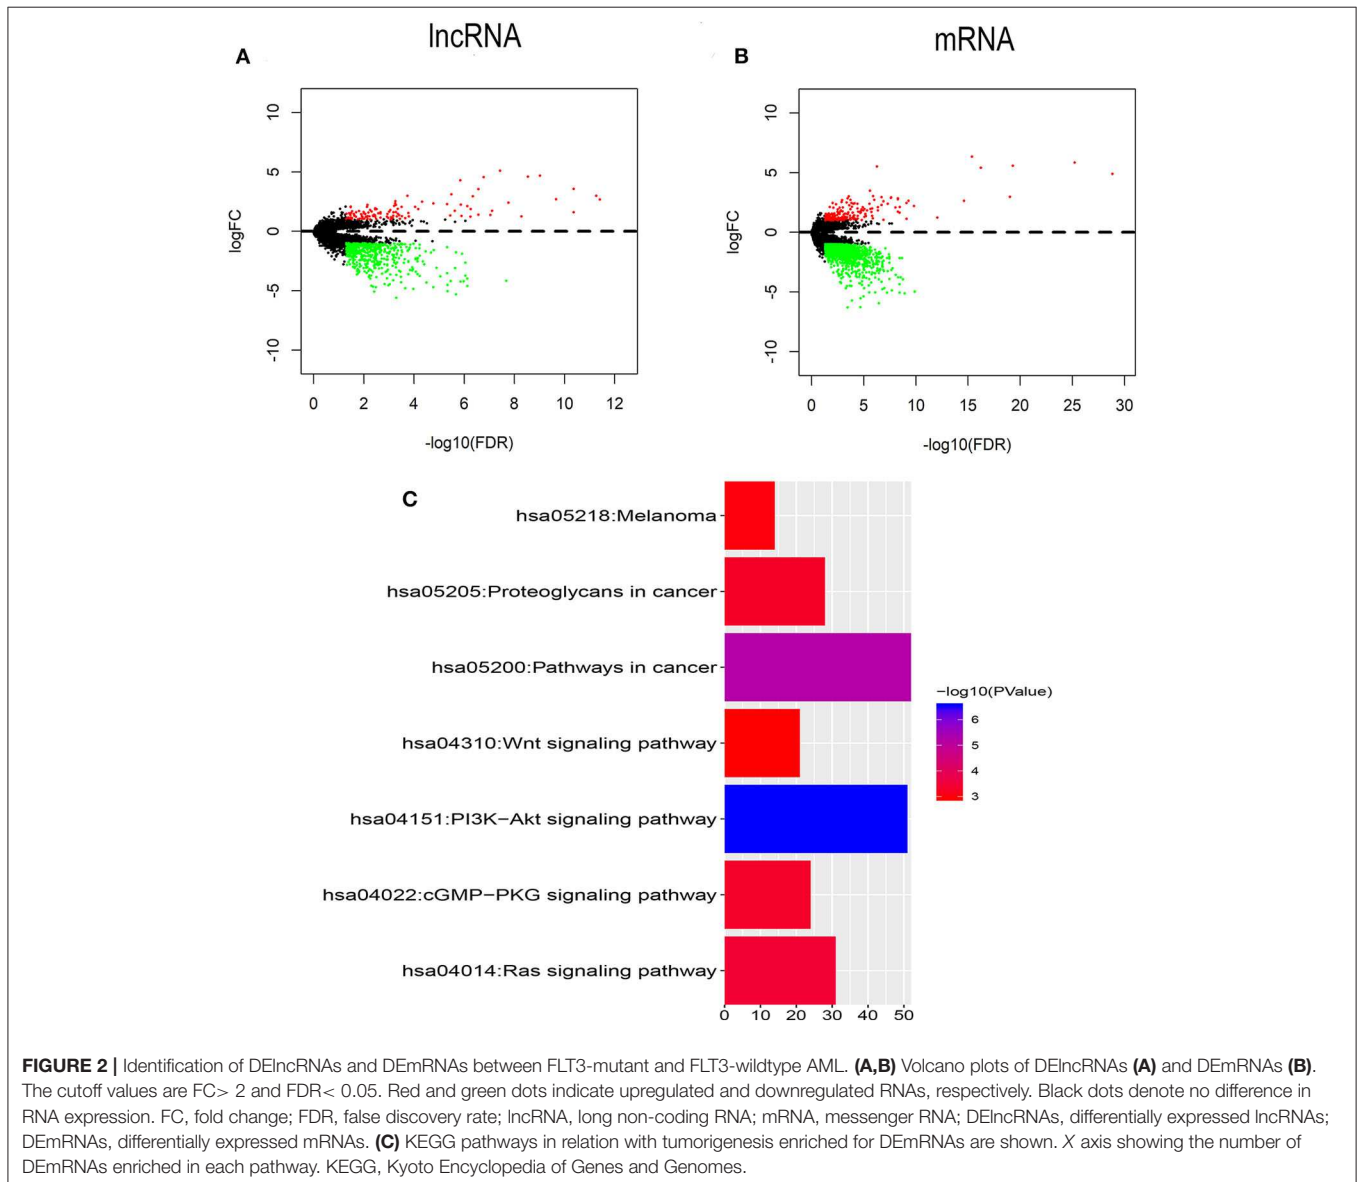 lncRNA
mRNA
A
B
10
5
0
-5
-10
logFC
0 2 4 6 8 10 12
-log10(FDR)
10
5
0
-5
-10
logFC
0 5 10 15 20 25 30
-log10(FDR)
C
hsa05218:Melanoma
hsa05205:Proteoglycans in cancer
hsa05200:Pathways in cancer
hsa04310:Wnt signaling pathway
hsa04151:PI3K−Akt signaling pathway
hsa04022:cGMP−PKG signaling pathway
hsa04014:Ras signaling pathway
0 10 20 30 40 50
−log10(PValue)
6
5
4
3
FIGURE 2 | Identification of DElncRNAs and DEmRNAs between FLT3-mutant and FLT3-wildtype AML. (A,B) Volcano plots of DElncRNAs (A) and DEmRNAs (B).
The cutoff values are FC> 2 and FDR< 0.05. Red and green dots indicate upregulated and downregulated RNAs, respectively. Black dots denote no difference in
RNA expression. FC, fold change; FDR, false discovery rate; lncRNA, long non-coding RNA; mRNA, messenger RNA; DElncRNAs, differentially expressed lncRNAs;
DEmRNAs, differentially expressed mRNAs. (C) KEGG pathways in relation with tumorigenesis enriched for DEmRNAs are shown. X axis showing the number of
DEmRNAs enriched in each pathway. KEGG, Kyoto Encyclopedia of Genes and Genomes.